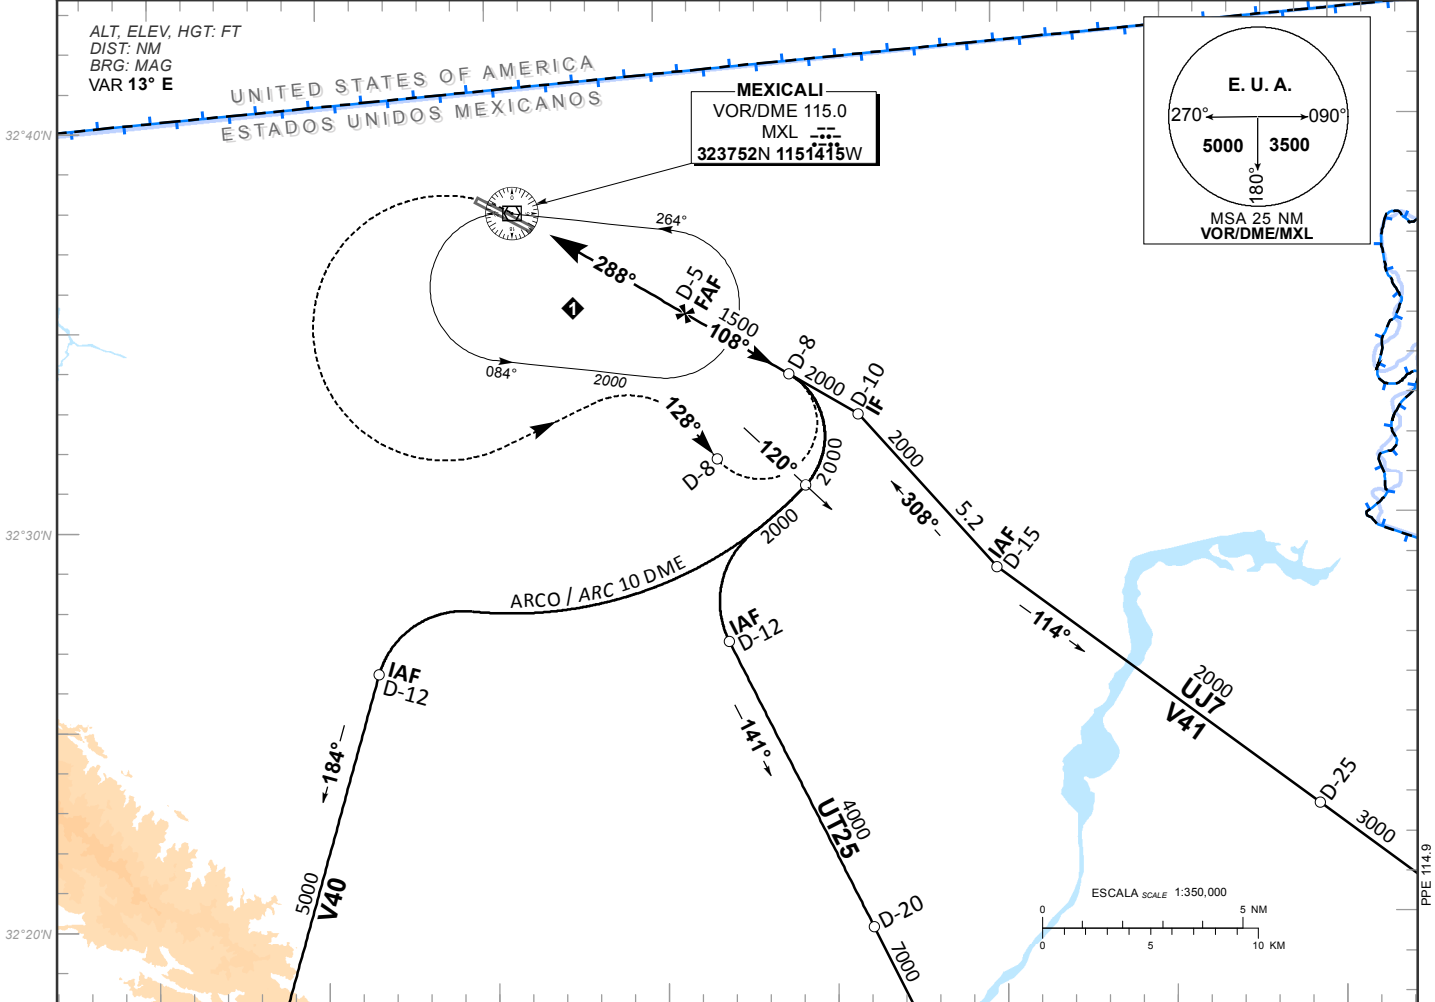 ALT, ELEV, HGT: FT
DIST: NM
BRG: MAG
VAR 13° E
UNITED STATES OF AMERICA
ESTADOS UNIDOS MEXICANOS
MEXICALI
VOR/DME 115.0
MXL
323752N 1151415W
E. U. A.
270°
090°
5000
3500
180°
MSA 25 NM
VOR/DME/MXL
32°40'N
264°
288°
D-5
FAF
1
1500
108°
D-8
2000
D-10
IF
084°
2000
128°
D-8
120°
2000
2000
308°
5.2
2000
IAF
D-15
32°30'N
ARCO / ARC 10 DME
2000
114°
IAF
D-12
IAF
D-12
2000
UJ7
V41
184°
141°
D-25
3000
4000
UT25
5000
V40
PPE 114.9
D-20
7000
ESCALA SCALE 1:350,000
0 5 NM
0 5 10 KM
32°20'N